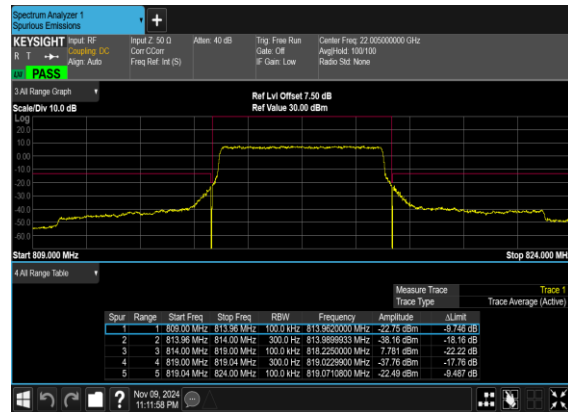 Spectrum Analyzer 1
Spurious Emissions
KEYSIGHT
R T
LXI PASS
Input: RF
Coupling: DC
Align: Auto
Input Z: 50 Ω
Corr CCorr
Freq Ref: Int (S)
Atten: 40 dB
Trig: Free Run
Gate: Off
IF Gain: Low
Center Freq: 22.005000000 GHz
Avg|Hold: 100/100
Radio Std: None
3 All Range Graph
Scale/Div 10.0 dB
Ref Lvl Offset 7.50 dB
Ref Value 30.00 dBm
Log
20.0
10.0
0.00
-10.0
-20.0
-30.0
-40.0
-50.0
-60.0
Start 809.000 MHz
Stop 824.000 MH
4 All Range Table
Measure Trace Trace 1
Trace Type Trace Average (Active)
Spur Range Start Freq Stop Freq RBW Frequency Amplitude ΔLimit
1 1 809.00 MHz 813.96 MHz 100.0 kHz 813.9620000 MHz -22.75 dBm -9.746 dB
2 2 813.96 MHz 814.00 MHz 300.0 Hz 813.9899933 MHz -38.16 dBm -18.16 dB
3 3 814.00 MHz 819.00 MHz 100.0 kHz 818.2250000 MHz 7.781 dBm -22.22 dB
4 4 819.00 MHz 819.04 MHz 300.0 Hz 819.0229900 MHz -37.76 dBm -17.76 dB
5 5 819.04 MHz 824.00 MHz 100.0 kHz 819.0710800 MHz -22.49 dBm -9.487 dB
Nov 09, 2024
11:11:58 PM